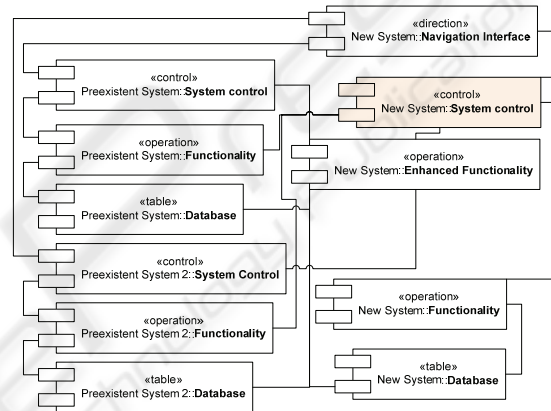 «direction»
New System::Navigation Interface
«control»
Preexistent System::System control
«control»
New System::System control
«operation»
Preexistent System::Functionality
«operation»
New System::Enhanced Functionality
«table»
Preexistent System::Database
«control»
Preexistent System 2::System Control
«operation»
New System::Functionality
«operation»
Preexistent System 2::Functionality
«table»
New System::Database
«table»
Preexistent System 2::Database